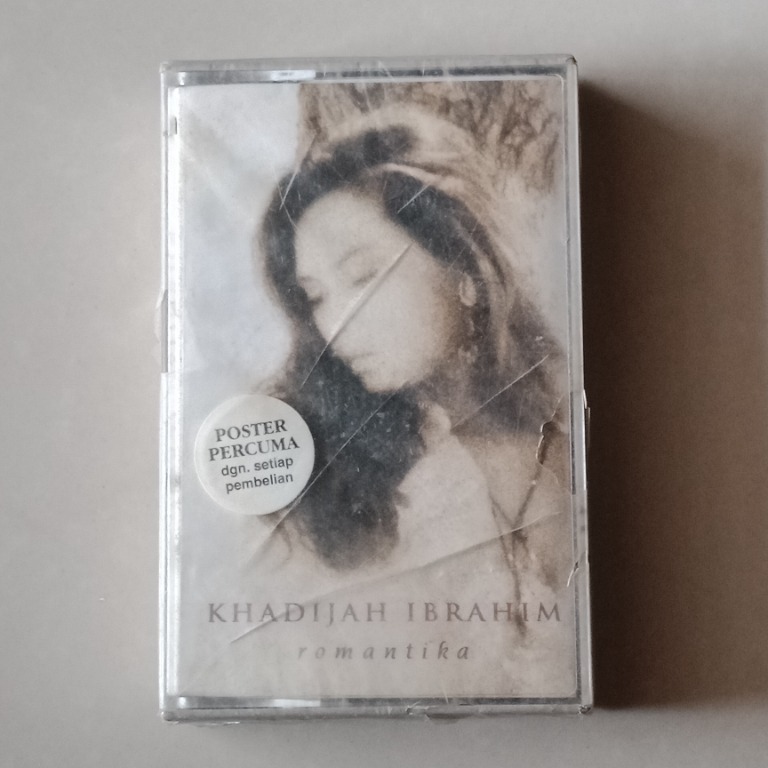 POSTER
PERCUMA
dgn. setiap
pembelian
KHADIJAH IBRAHIM
romantika